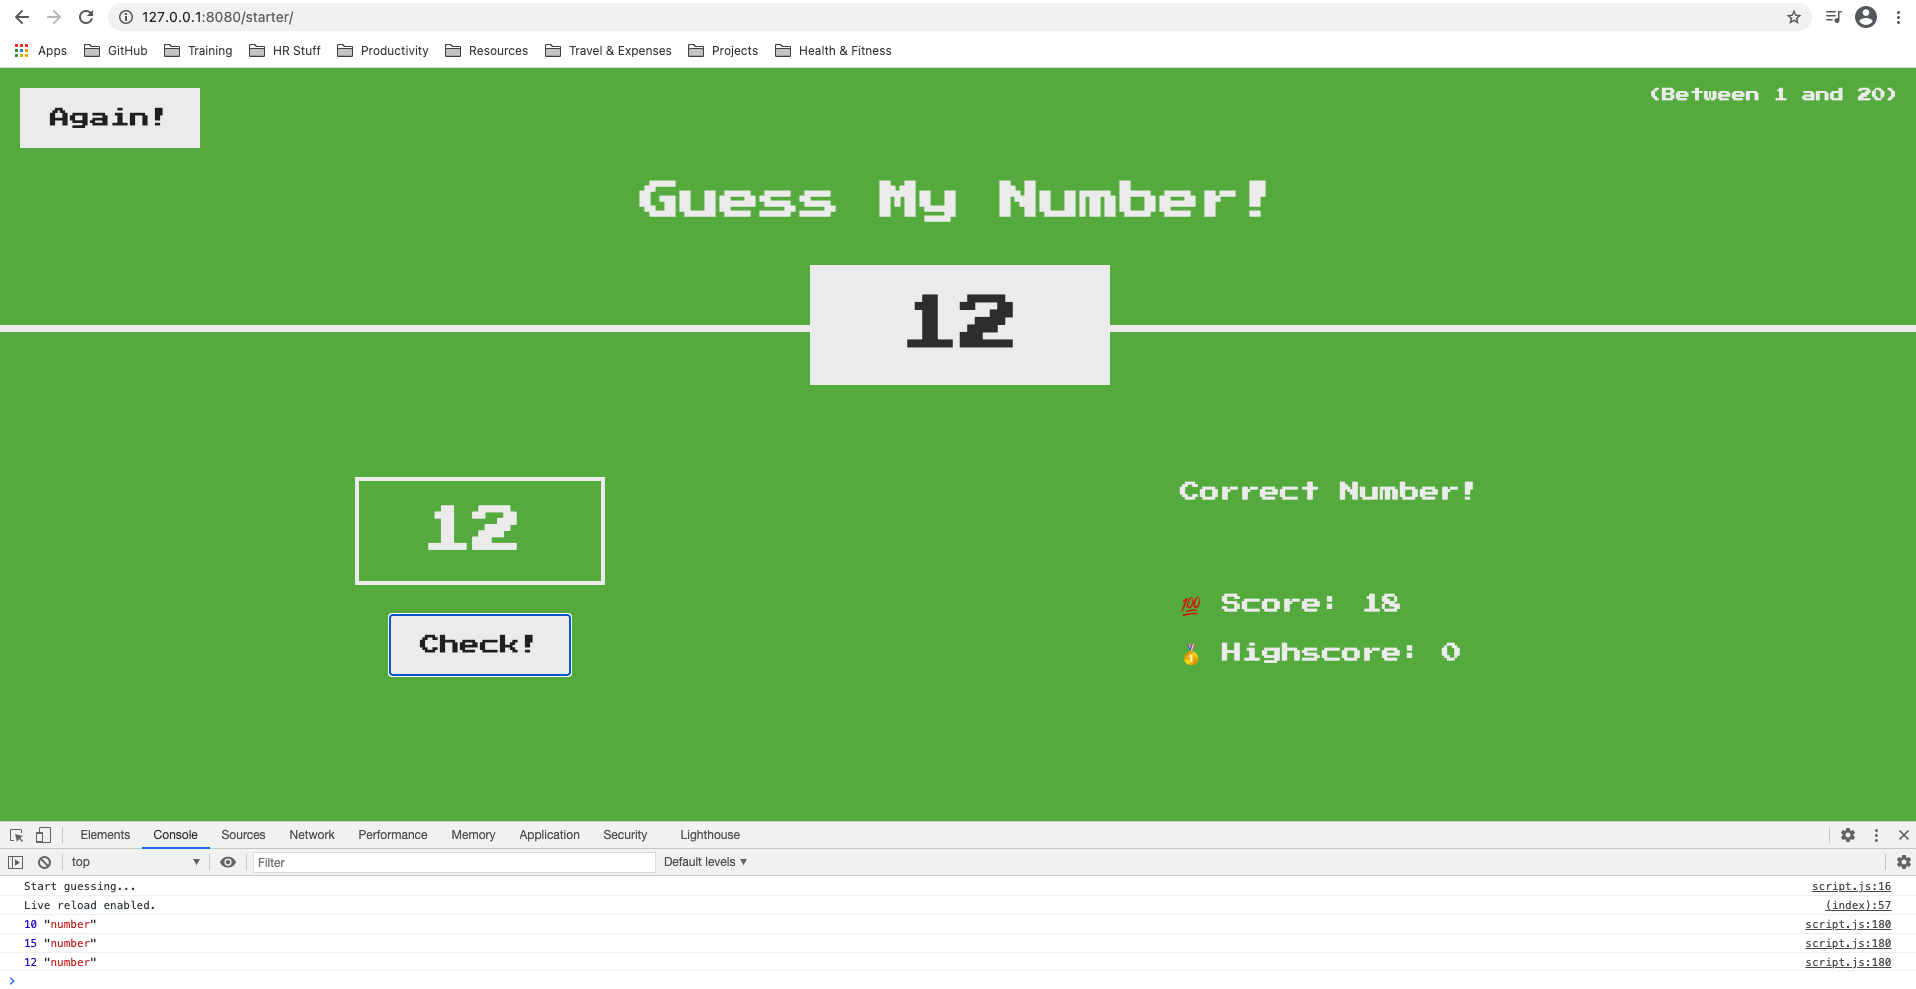 127.0.0.1:8080/starter/
Apps GitHub Training HR Stuff Productivity Resources Travel & Expenses Projects Health & Fitness
Again!
(Between 1 and 20)
Guess My Number!
12
12
Correct Number!
Check!
💯 Score: 18
🥇 Highscore: 0
Elements Console Sources Network Performance Memory Application Security Lighthouse
top Filter Default levels
Start guessing... script.js:16
Live reload enabled. (index):57
10 "number" script.js:180
15 "number" script.js:180
12 "number" script.js:180